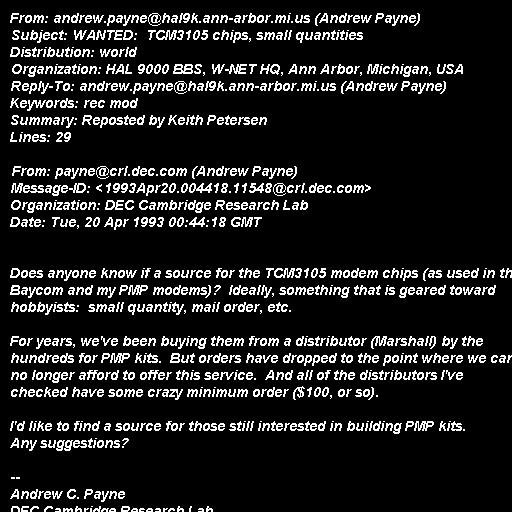 From: andrew.payne@hal9k.ann-arbor.mi.us (Andrew Payne)
Subject: WANTED:  TCM3105 chips, small quantities
Distribution: world
Organization: HAL 9000 BBS, W-NET HQ, Ann Arbor, Michigan, USA
Reply-To: andrew.payne@hal9k.ann-arbor.mi.us (Andrew Payne)
Keywords: rec mod
Summary: Reposted by Keith Petersen
Lines: 29

From: payne@crl.dec.com (Andrew Payne)
Message-ID: <1993Apr20.004418.11548@crl.dec.com>
Organization: DEC Cambridge Research Lab
Date: Tue, 20 Apr 1993 00:44:18 GMT

Does anyone know if a source for the TCM3105 modem chips (as used in th
Baycom and my PMP modems)?  Ideally, something that is geared toward
hobbyists:  small quantity, mail order, etc.

For years, we've been buying them from a distributor (Marshall) by the
hundreds for PMP kits.  But orders have dropped to the point where we can
no longer afford to offer this service.  And all of the distributors I've
checked have some crazy minimum order ($100, or so).

I'd like to find a source for those still interested in building PMP kits.
Any suggestions?

--
Andrew C. Payne
DEC Cambridge Research Lab